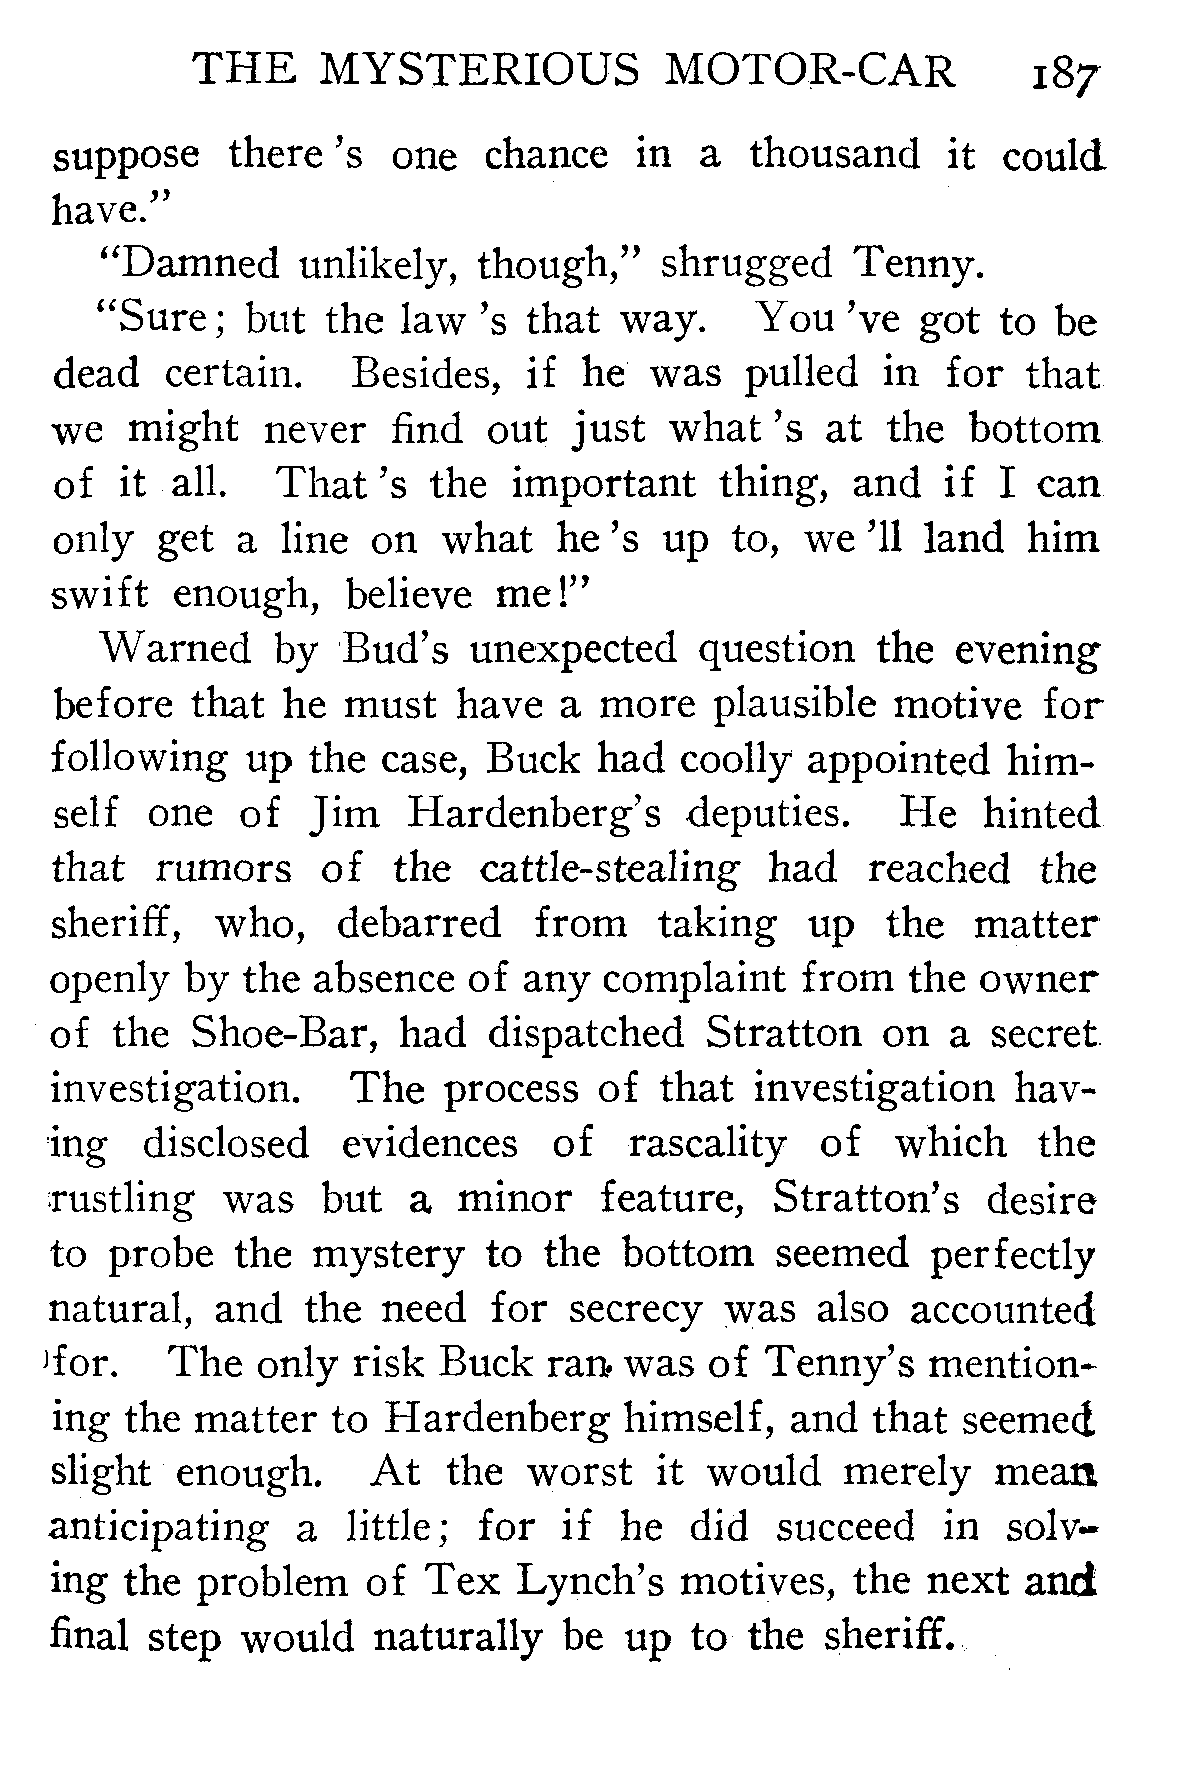 THE MYSTERIOUS MOTOR-CAR 187
suppose there 's one chance in a thousand it could
have."
"Damned unlikely, though," shrugged Tenny.
"Sure; but the law 's that way. You 've got to be
dead certain. Besides, if he was pulled in for that
we might never find out just what 's at the bottom
of it all. That 's the important thing, and if I can
only get a line on what he 's up to, we 'll land him
swift enough, believe me!"
Warned by Bud's unexpected question the evening
before that he must have a more plausible motive for
following up the case, Buck had coolly appointed him-
self one of Jim Hardenberg's deputies. He hinted
that rumors of the cattle-stealing had reached the
sheriff, who, debarred from taking up the matter
openly by the absence of any complaint from the owner
of the Shoe-Bar, had dispatched Stratton on a secret
investigation. The process of that investigation hav-
ing disclosed evidences of rascality of which the
rustling was but a minor feature, Stratton's desire
to probe the mystery to the bottom seemed perfectly
natural, and the need for secrecy was also accounted
for. The only risk Buck ran was of Tenny's mention-
ing the matter to Hardenberg himself, and that seemed
slight enough. At the worst it would merely mean
anticipating a little; for if he did succeed in solv-
ing the problem of Tex Lynch's motives, the next and
final step would naturally be up to the sheriff.